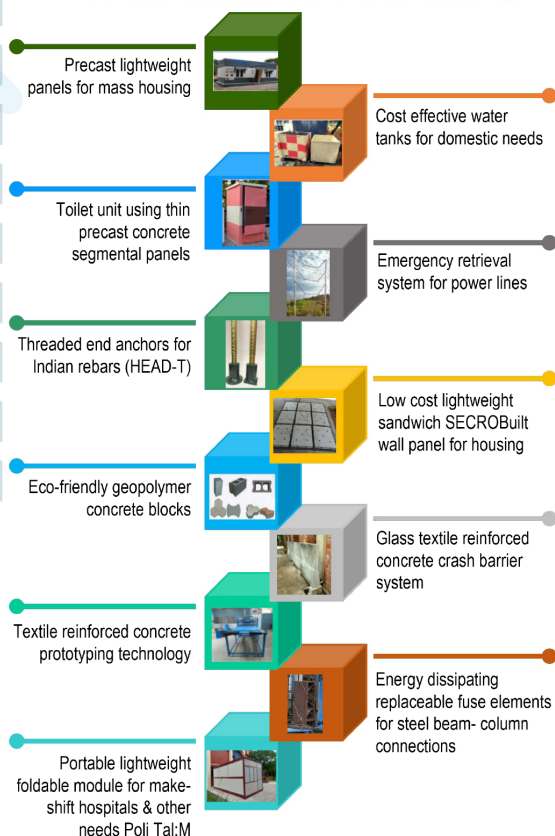 Precast lightweight
panels for mass housing
Cost effective water
tanks for domestic needs
Toilet unit using thin
precast concrete
segmental panels
Emergency retrieval
system for power lines
Threaded end anchors for
Indian rebars (HEAD-T)
Low cost lightweight
sandwich SECROBuilt
wall panel for housing
Eco-friendly geopolymer
concrete blocks
Glass textile reinforced
concrete crash barrier
system
Textile reinforced concrete
prototyping technology
Energy dissipating
replaceable fuse elements
for steel beam- column
connections
Portable lightweight
foldable module for make-
shift hospitals & other
needs Poli Tal:M